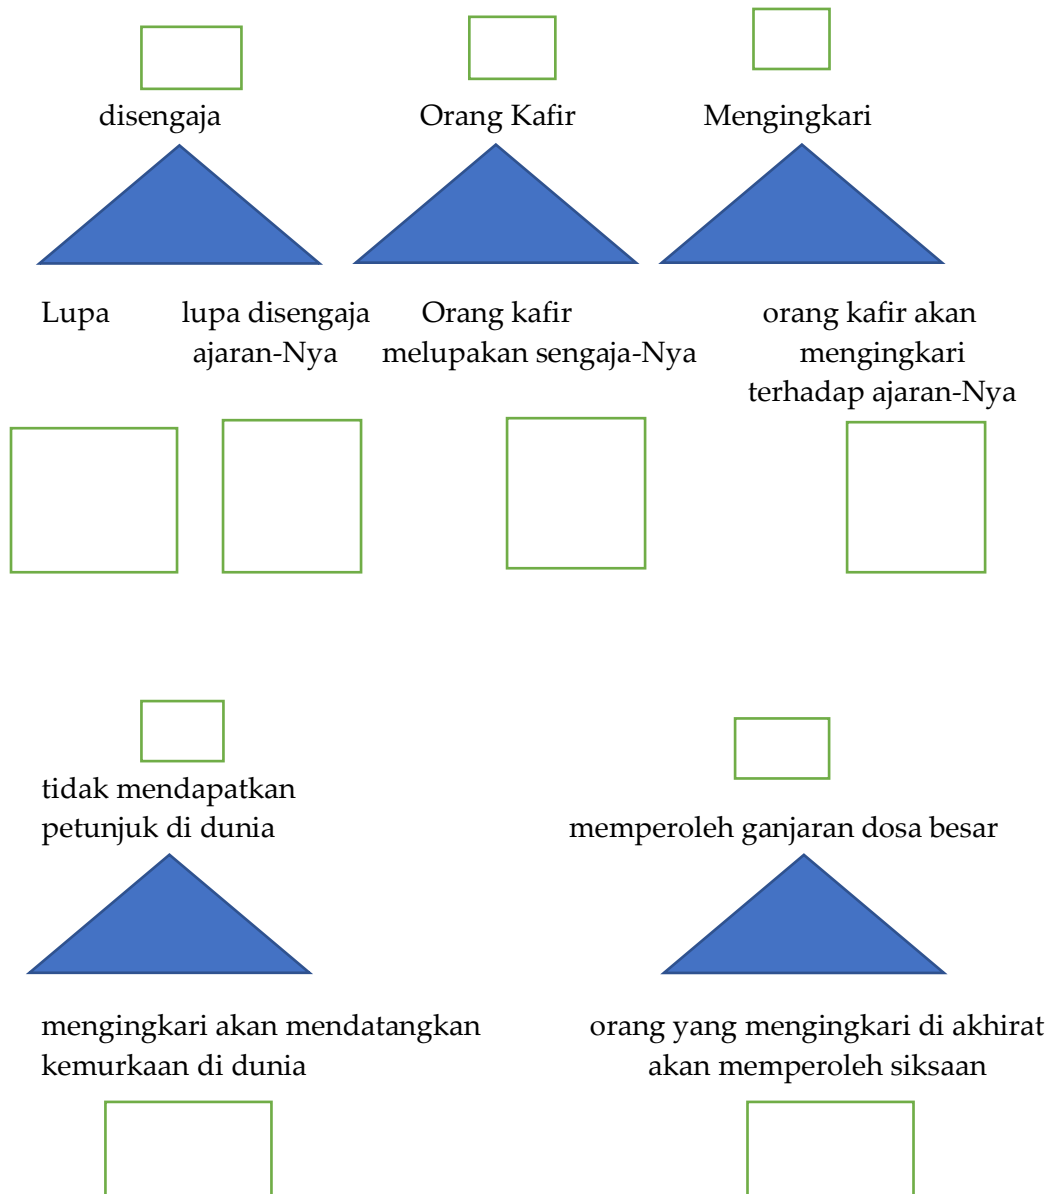 disengaja Orang Kafir Mengingkari
Lupa lupa disengaja Orang kafir orang kafir akan
ajaran-Nya melupakan sengaja-Nya mengingkari
terhadap ajaran-Nya
tidak mendapatkan
petunjuk di dunia memperoleh ganjaran dosa besar
mengingkari akan mendatangkan orang yang mengingkari di akhirat
kemurkaan di dunia akan memperoleh siksaan